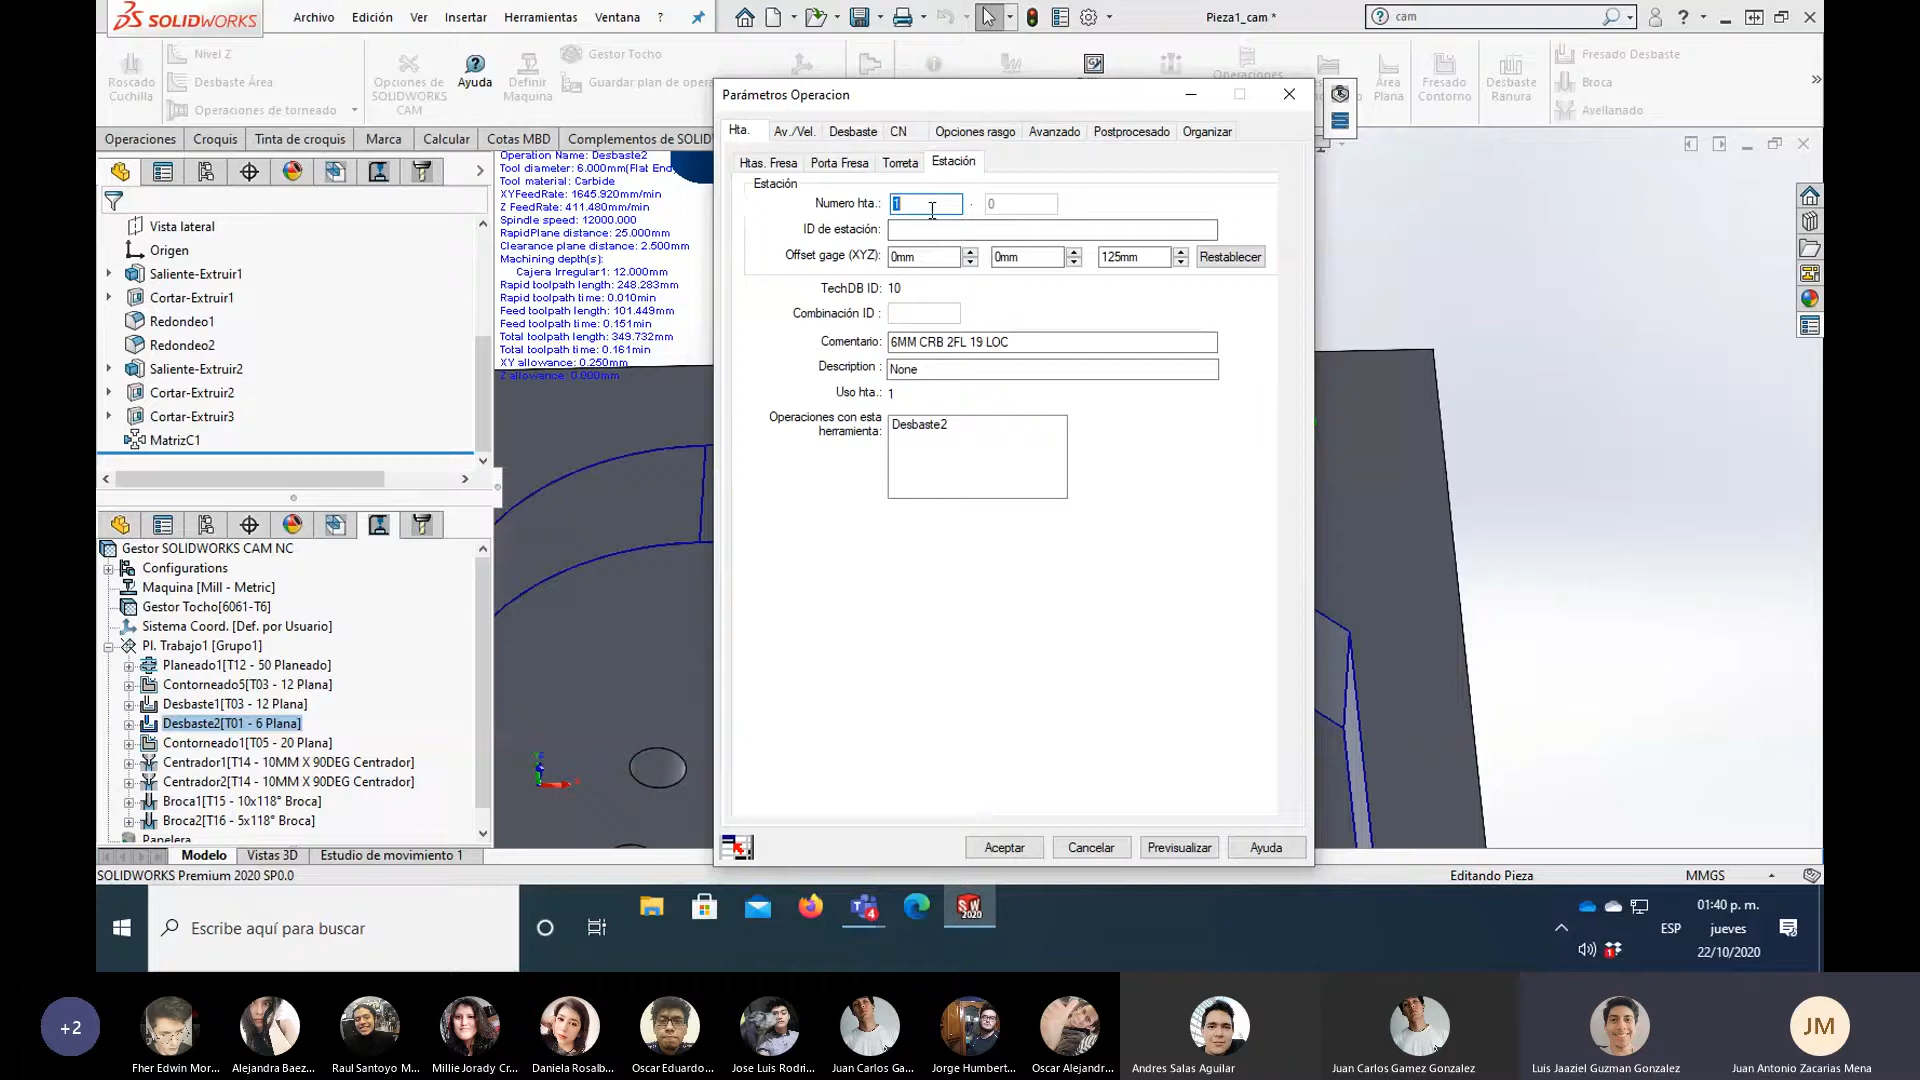 SOLIDWORKS
Archivo Edición Ver Insertar Herramientas Ventana ?
Pieza1_cam *
cam
Roscado Cuchilla
Nivel Z
Desbaste Área
Operaciones de torneado
Opciones de SOLIDWORKS CAM
Ayuda
Definir Maquina
Gestor Tocho
Guardar plan de opera
Operaciones
Area Plana
Fresado Contorno
Desbaste Ranura
Fresado Desbaste
Broca
Avellanado
Operaciones Croquis Tinta de croquis Marca Calcular Cotas MBD Complementos de SOLID
Vista lateral
Origen
Saliente-Extruir1
Cortar-Extruir1
Redondeo1
Redondeo2
Saliente-Extruir2
Cortar-Extruir2
Cortar-Extruir3
MatrizC1
Operation Name: Desbaste2
Tool diameter: 6.000mm(Flat End)
Tool material: Carbide
XYFeedRate: 1645.920mm/min
Z FeedRate: 411.480mm/min
Spindle speed: 12000.000
RapidPlane distance: 25.000mm
Clearance plane distance: 2.500mm
Machining depth(s):
Cajera Irregular1: 12.000mm
Rapid toolpath length: 248.283mm
Rapid toolpath time: 0.010min
Feed toolpath length: 101.449mm
Feed toolpath time: 0.151min
Total toolpath length: 349.732mm
Total toolpath time: 0.161min
XY allowance: 0.250mm
Z allowance: 0.000mm
Gestor SOLIDWORKS CAM NC
Configurations
Maquina [Mill - Metric]
Gestor Tocho[6061-T6]
Sistema Coord. [Def. por Usuario]
Pl. Trabajo1 [Grupo1]
Planeado1[T12 - 50 Planeado]
Contorneado5[T03 - 12 Plana]
Desbaste1[T03 - 12 Plana]
Desbaste2[T01 - 6 Plana]
Contorneado1[T05 - 20 Plana]
Centrador1[T14 - 10MM X 90DEG Centrador]
Centrador2[T14 - 10MM X 90DEG Centrador]
Broca1[T15 - 10x118° Broca]
Broca2[T16 - 5x118° Broca]
Panelera
Modelo Vistas 3D Estudio de movimiento 1
SOLIDWORKS Premium 2020 SP0.0
Editando Pieza
MMGS
Parámetros Operacion
Hta. Av./Vel. Desbaste CN Opciones rasgo Avanzado Postprocesado Organizar
Htas. Fresa Porta Fresa Torreta Estación
Estación
Numero hta.: 1 . 0
ID de estación:
Offset gage (XYZ): 0mm 0mm 125mm Restablecer
TechDB ID: 10
Combinación ID :
Comentario: 6MM CRB 2FL 19 LOC
Description : None
Uso hta.: 1
Operaciones con esta herramienta: Desbaste2
Aceptar Cancelar Previsualizar Ayuda
Escribe aquí para buscar
4
SW 2020
ESP
01:40 p. m.
jueves
22/10/2020
1
+2
JM
Fher Edwin Mor... Alejandra Baez... Raul Santoyo M... Millie Jorady Cr... Daniela Rosalb... Oscar Eduardo... Jose Luis Rodri... Juan Carlos Ga... Jorge Humbert... Oscar Alejandr... Andres Salas Aguilar Juan Carlos Gamez Gonzalez Luis Jaaziel Guzman Gonzalez Juan Antonio Zacarias Mena